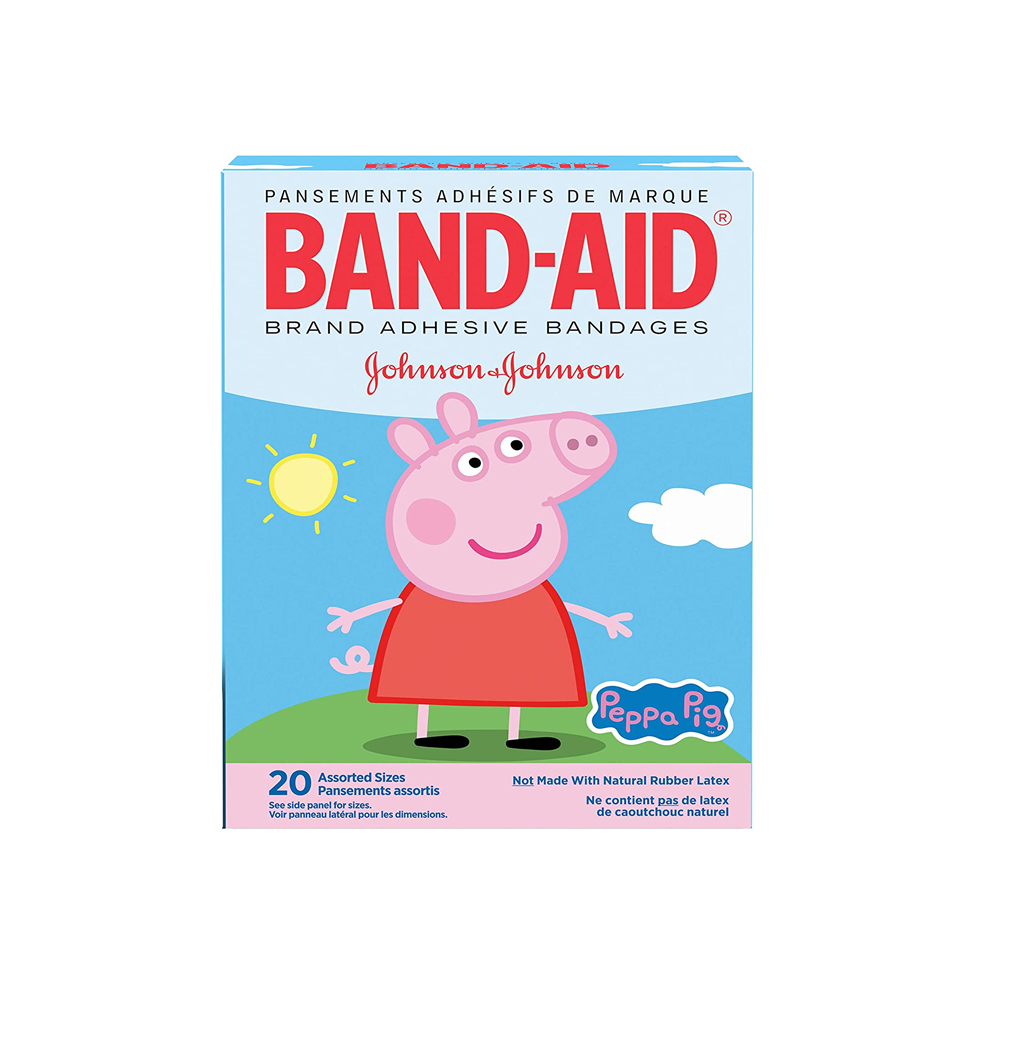 BAND-AID
PANSEMENTS ADHÉSIFS DE MARQUE
BAND-AID®
BRAND ADHESIVE BANDAGES
Johnson & Johnson
Peppa Pig™
20 Assorted Sizes
Pansements assortis
See side panel for sizes.
Voir panneau latéral pour les dimensions.
Not Made With Natural Rubber Latex
Ne contient pas de latex
de caoutchouc naturel